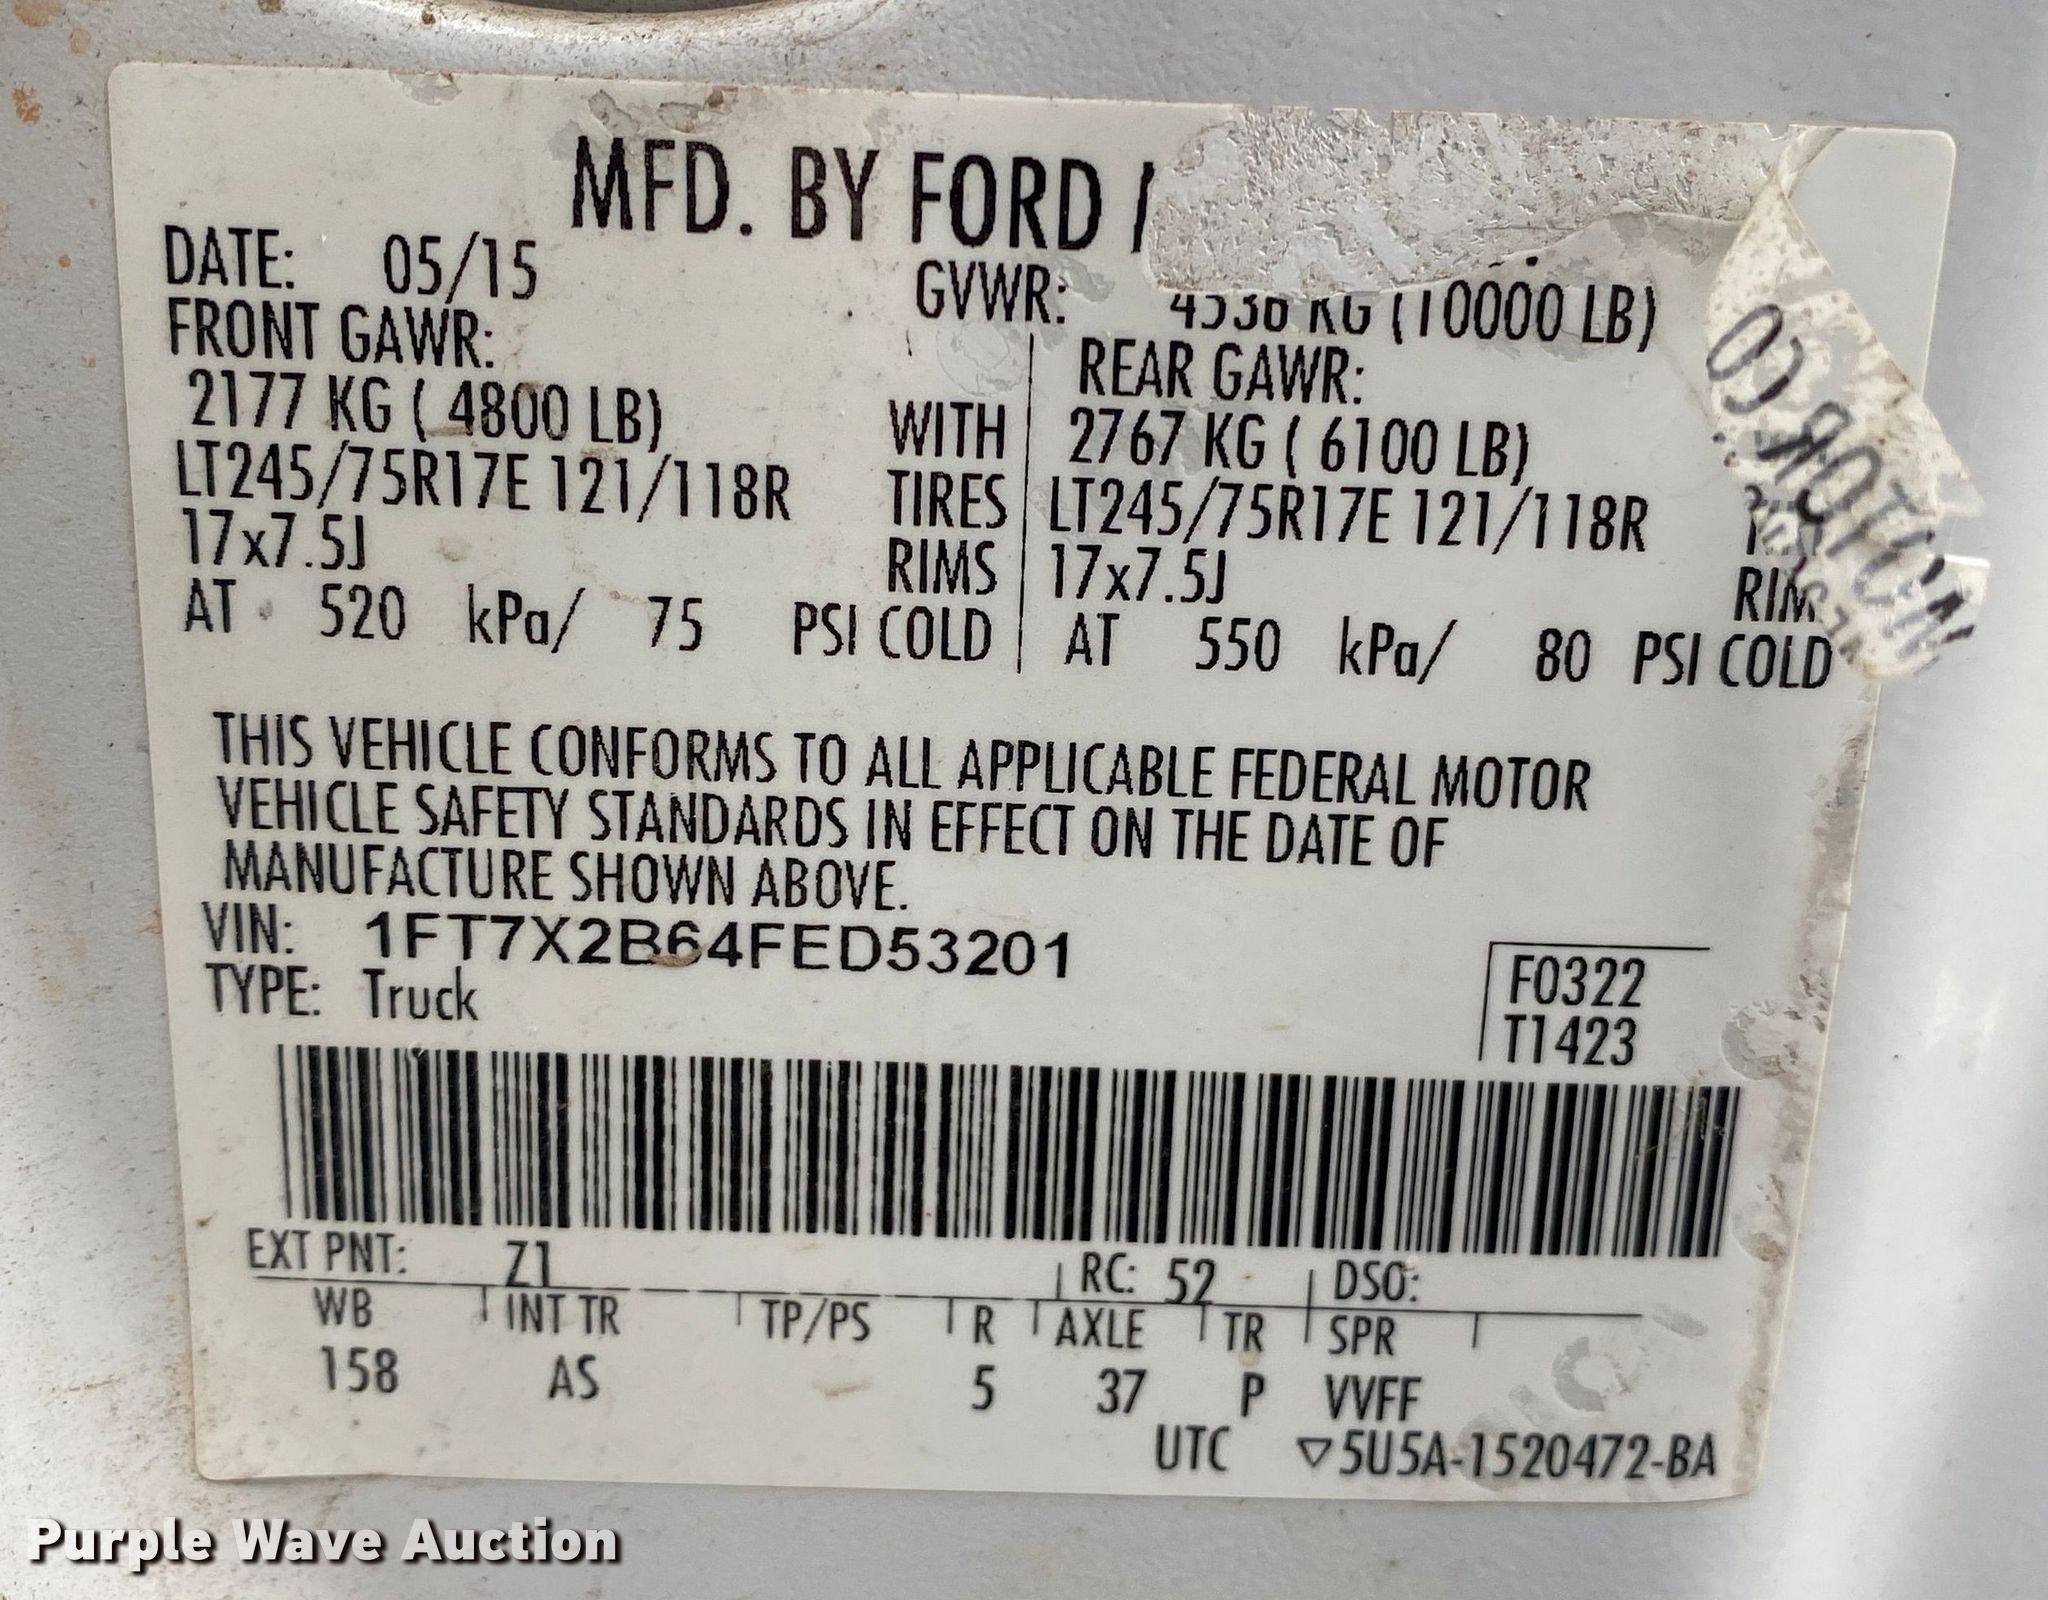 MFD. BY FORD MOTOR CO
DATE: 05/15 GVWR: 4536 KG (10000 LB)
FRONT GAWR: REAR GAWR:
2177 KG ( 4800 LB) WITH 2767 KG ( 6100 LB)
LT245/75R17E 121/118R TIRES LT245/75R17E 121/118R
17x7.5J RIMS 17x7.5J RIM
AT 520 kPa/ 75 PSI COLD AT 550 kPa/ 80 PSI COLD
THIS VEHICLE CONFORMS TO ALL APPLICABLE FEDERAL MOTOR
VEHICLE SAFETY STANDARDS IN EFFECT ON THE DATE OF
MANUFACTURE SHOWN ABOVE.
VIN: 1FT7X2B64FED53201
TYPE: Truck
F0322
T1423
EXT PNT: Z1 RC: 52 DSO:
WB INT TR TP/PS R AXLE TR SPR
158 AS 5 37 P VVFF
UTC ▽5U5A-1520472-BA
Purple Wave Auction